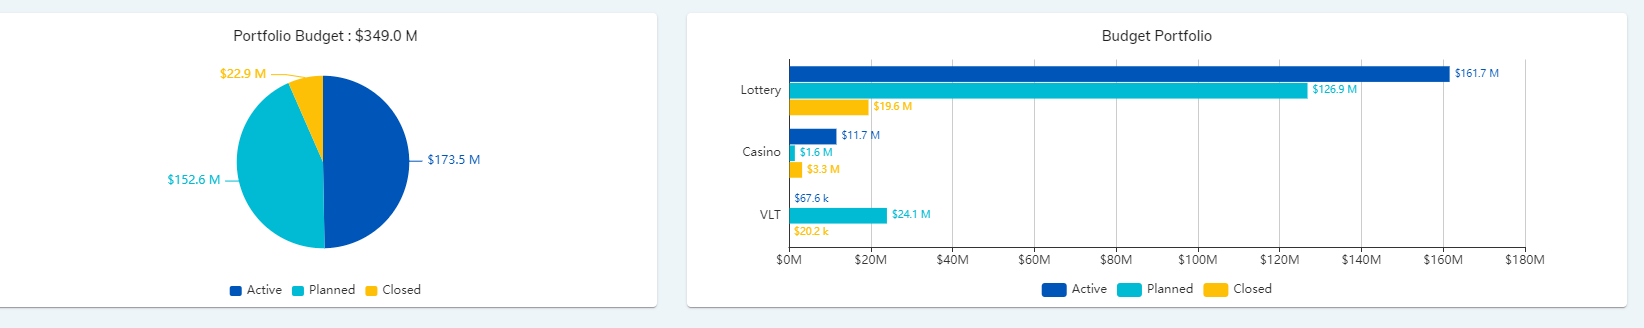 Portfolio Budget : $349.0 M
$22.9 M
$173.5 M
$152.6 M
Active Planned Closed
Budget Portfolio
Lottery
$161.7 M
$126.9 M
$19.6 M
Casino
$11.7 M
$1.6 M
$3.3 M
VLT
$67.6 k
$24.1 M
$20.2 k
$0M $20M $40M $60M $80M $100M $120M $140M $160M $180M
Active Planned Closed